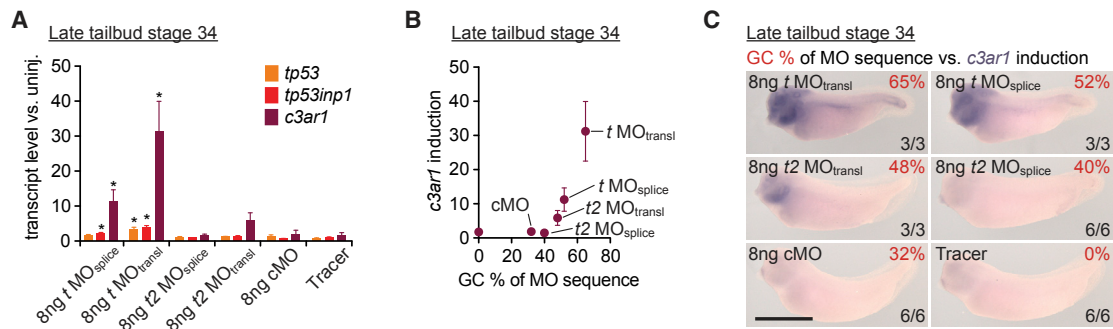 A
Late tailbud stage 34
transcript level vs. uninj.
50
40
30
20
10
0
tp53
tp53inp1
c3ar1
*
*
*
*
*
8ng t MOsplice
8ng t MOtransl
8ng t2 MOsplice
8ng t2 MOtransl
8ng cMO
Tracer
B
Late tailbud stage 34
c3ar1 induction
50
40
30
20
10
0
t MOtransl
t MOsplice
cMO
t2 MOtransl
t2 MOsplice
0 20 40 60 80
GC % of MO sequence
C
Late tailbud stage 34
GC % of MO sequence vs. c3ar1 induction
8ng t MOtransl 65%
3/3
8ng t MOsplice 52%
3/3
8ng t2 MOtransl 48%
3/3
8ng t2 MOsplice 40%
6/6
8ng cMO 32%
6/6
Tracer 0%
6/6